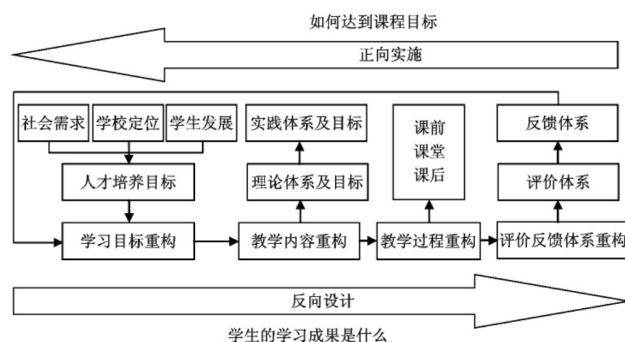 如何达到课程目标
正向实施
社会需求 学校定位 学生发展 实践体系及目标 课前 反馈体系
课堂
课后
人才培养目标 理论体系及目标 评价体系
学习目标重构 教学内容重构 教学过程重构 评价反馈体系重构
反向设计
学生的学习成果是什么